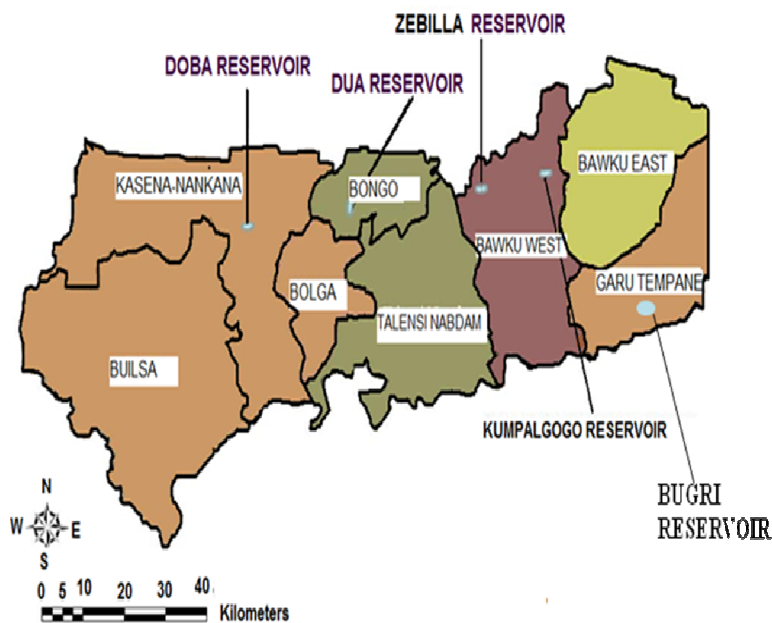 ZEBILLA RESERVOIR
DOBA RESERVOIR
DUA RESERVOIR
BAWKU EAST
KASENA-NANKANA
BONGO
BAWKU WEST
GARU TEMPANE
BOLGA
TALENSI NABDAM
BUILSA
KUMPALGOGO RESERVOIR
BUGRI
RESERVOIR
N
W E
S
0 5 10 20 30 40
Kilometers